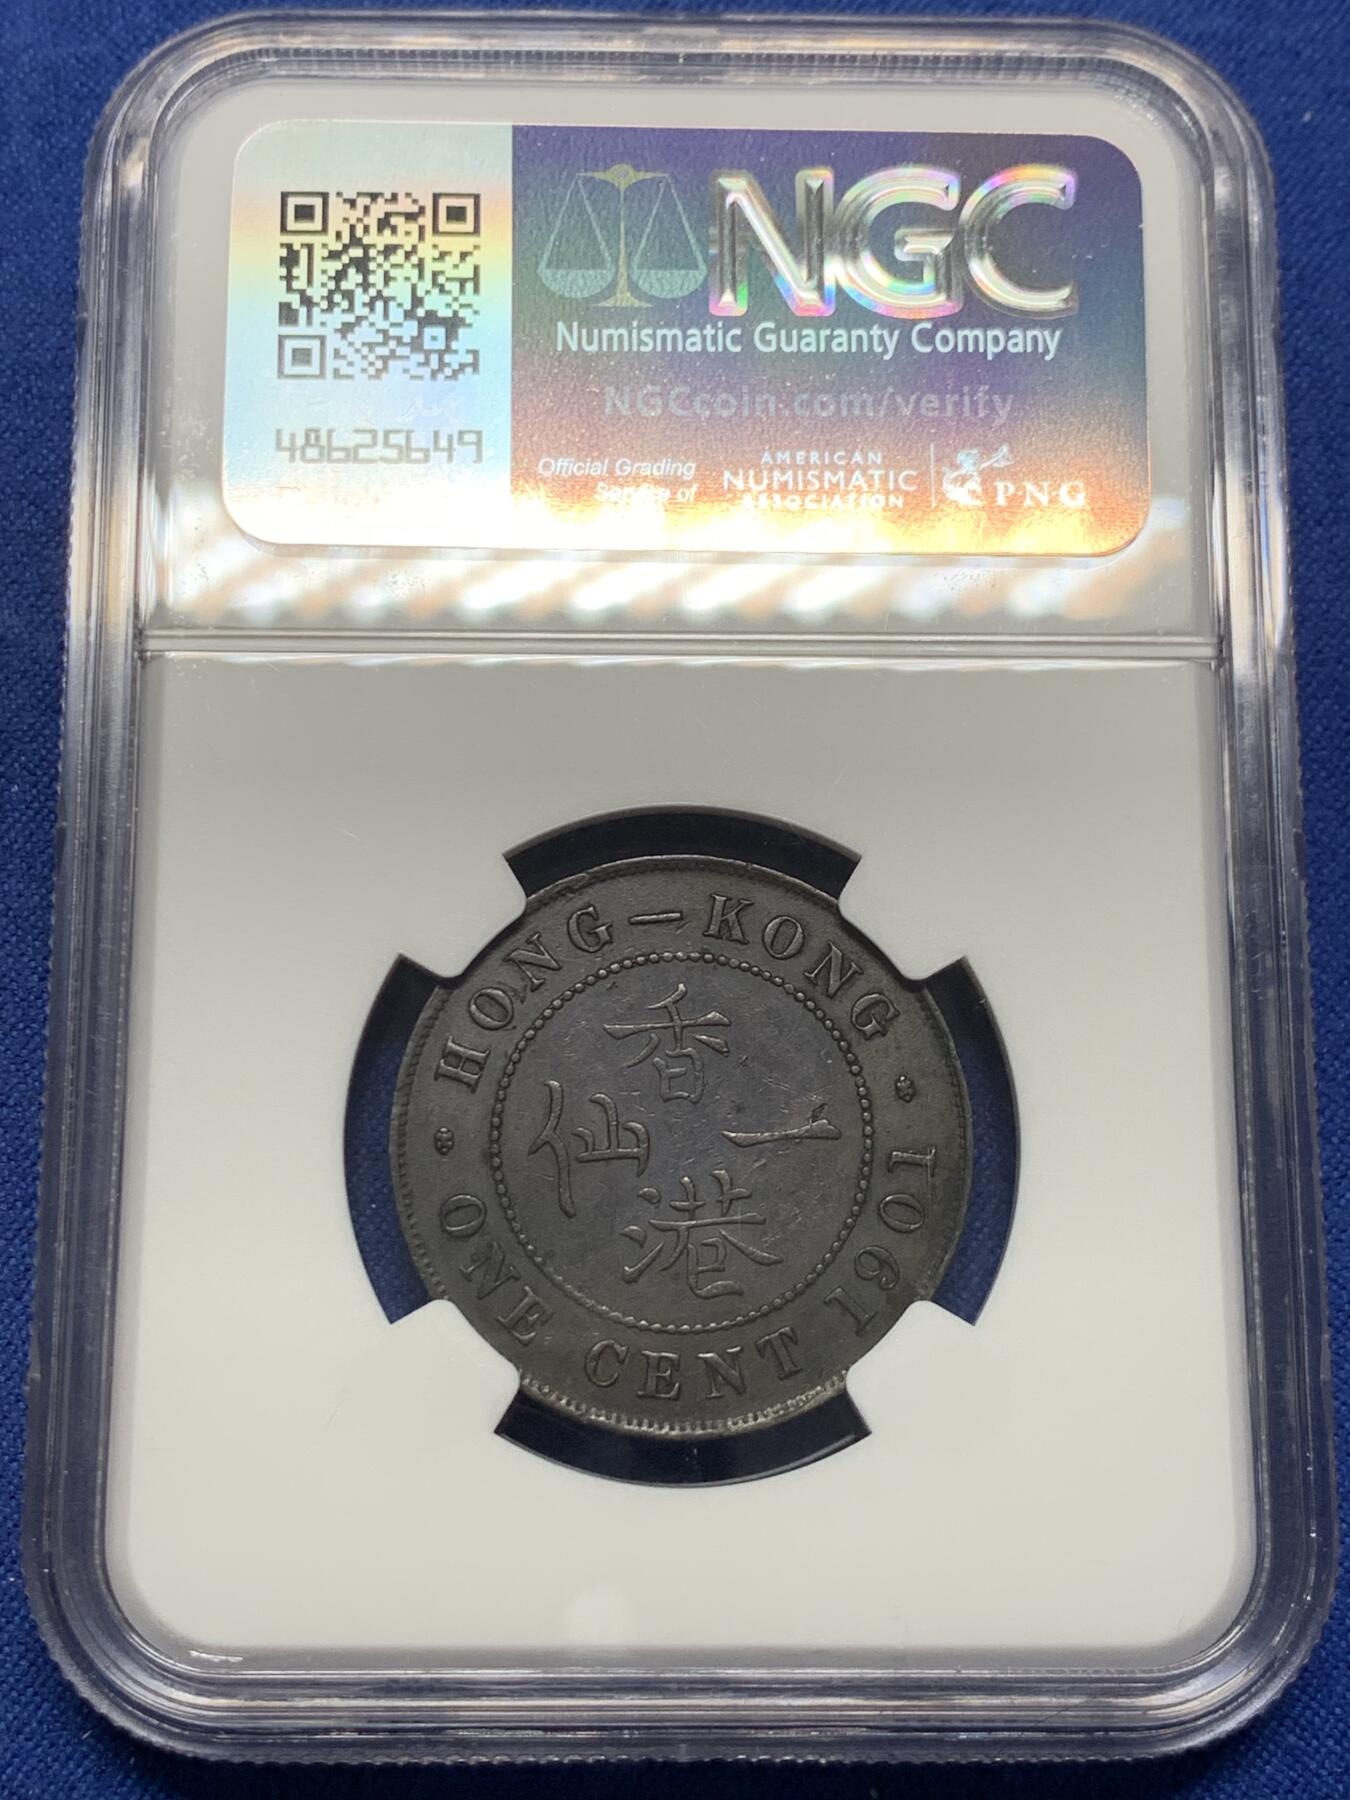 NGC
Numismatic Guaranty Company
NGCcoin.com/verify
48625649
Official Grading
Service of
AMERICAN
NUMISMATIC
ASSOCIATION
PNG
HONG–KONG
香
仙 一
港
ONE CENT 1901